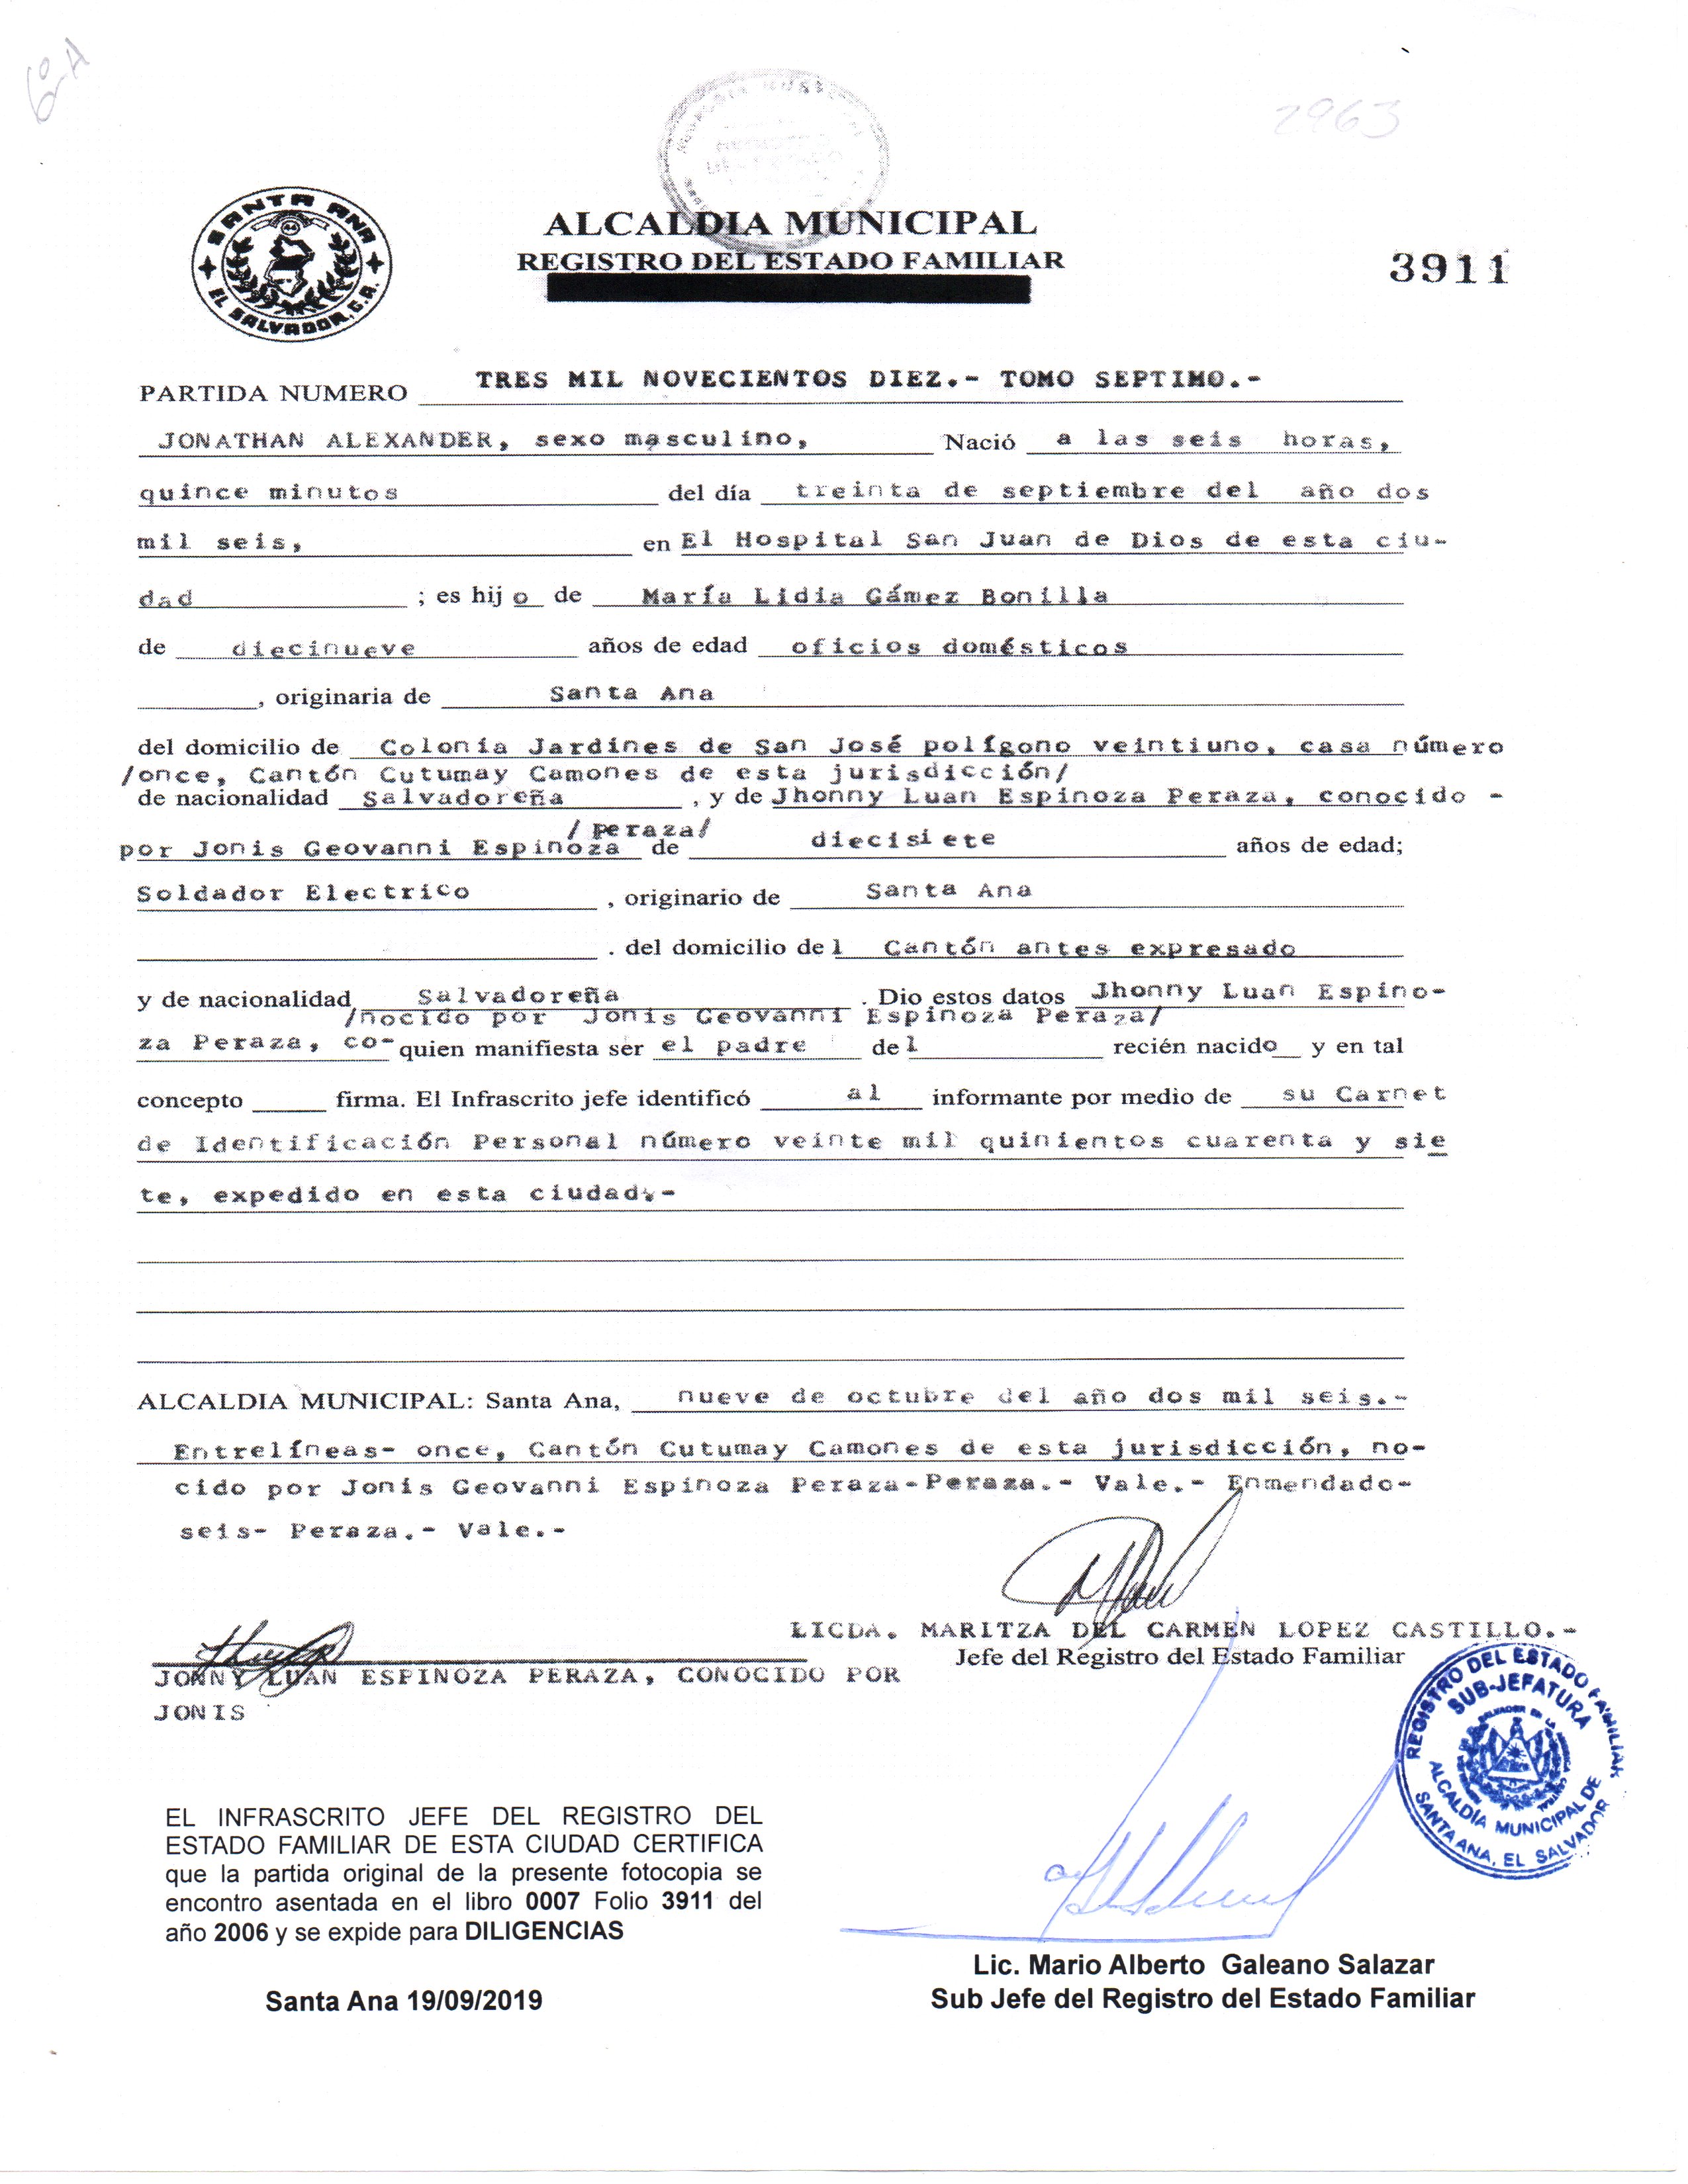 6º A
2963
SANTA ANA
EL SALVADOR, C.A.
ALCALDIA MUNICIPAL
REGISTRO DEL ESTADO FAMILIAR
3911
PARTIDA NUMERO TRES MIL NOVECIENTOS DIEZ.- TOMO SEPTIMO.-
JONATHAN ALEXANDER, sexo masculino, Nació a las seis horas,
quince minutos del día treinta de septiembre del año dos
mil seis, en El Hospital San Juan de Dios de esta ciu-
dad ; es hijo de María Lidia Gámez Bonilla
de diecinueve años de edad oficios domésticos
, originaria de Santa Ana
del domicilio de Colonia Jardines de San José polígono veintiuno, casa número
/once, Cantón Cutumay Camones de esta jurisdicción/
de nacionalidad Salvadoreña , y de Jhonny Luan Espinoza Peraza, conocido -
/Peraza/
por Jonis Geovanni Espinoza de diecisiete años de edad;
Soldador Electrico , originario de Santa Ana
. del domicilio del Cantón antes expresado
y de nacionalidad Salvadoreña . Dio estos datos Jhonny Luan Espino-
/nocido por Jonis Geovanni Espinoza Peraza/
za Peraza, co- quien manifiesta ser el padre del recién nacido y en tal
concepto firma. El Infrascrito jefe identificó al informante por medio de su Carnet
de Identificación Personal número veinte mil quinientos cuarenta y sie
te, expedido en esta ciudad.-
ALCALDIA MUNICIPAL: Santa Ana, nueve de octubre del año dos mil seis.-
Entrelíneas- once, Cantón Cutumay Camones de esta jurisdicción, no-
cido por Jonis Geovanni Espinoza Peraza-Peraza.- Vale.- Enmendado-
seis- Peraza.- Vale.-
LICDA. MARITZA DEL CARMEN LOPEZ CASTILLO.-
Jefe del Registro del Estado Familiar
JONNY LUAN ESPINOZA PERAZA, CONOCIDO POR
JONIS
REGISTRO DEL ESTADO FAMILIAR
SUB-JEFATURA
ALCALDÍA MUNICIPAL DE
SANTA ANA, EL SALVADOR
EL INFRASCRITO JEFE DEL REGISTRO DEL
ESTADO FAMILIAR DE ESTA CIUDAD CERTIFICA
que la partida original de la presente fotocopia se
encontro asentada en el libro 0007 Folio 3911 del
año 2006 y se expide para DILIGENCIAS
Santa Ana 19/09/2019
Lic. Mario Alberto Galeano Salazar
Sub Jefe del Registro del Estado Familiar